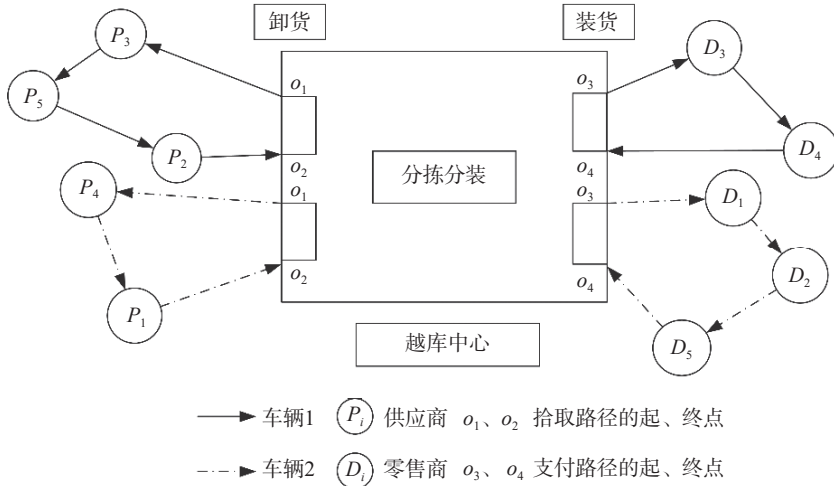 卸货 装货
P3 D3
o1 o3
P5
P2 D4
o2 分拣分装 o4
P4 o1 o3 D1
o2 o4 D2
P1
越库中心 D5
车辆1 Pi 供应商 o1、o2 拾取路径的起、终点
车辆2 Di 零售商 o3、o4 支付路径的起、终点